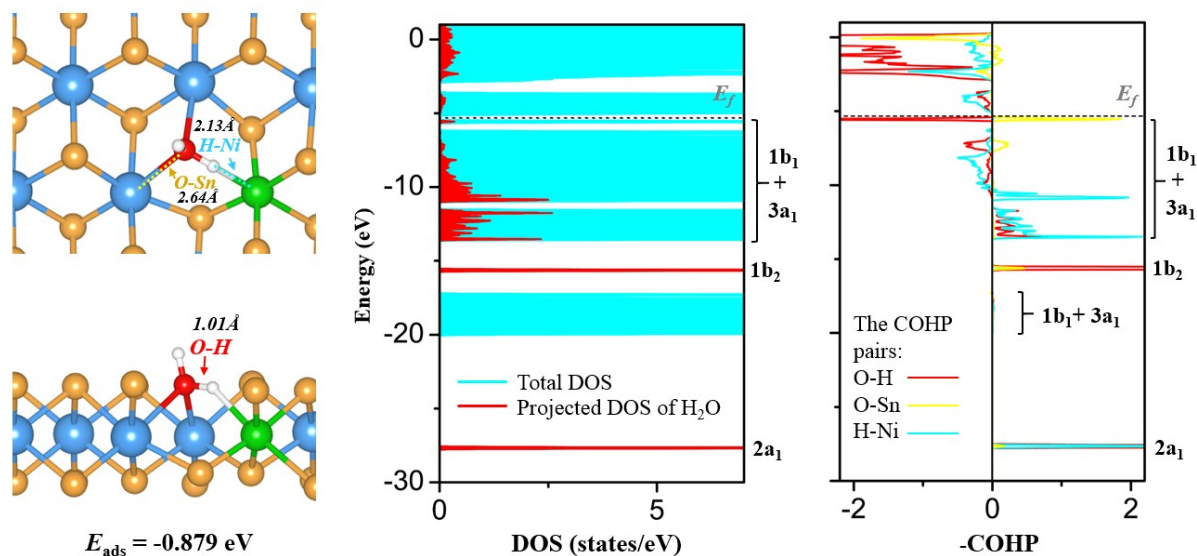 2.13Å
H-Ni
O-Sn
2.64Å
1.01Å
O-H
E_ads = -0.879 eV
0
-10
-20
-30
Energy (eV)
E_f
1b₁
+
3a₁
1b₂
2a₁
Total DOS
Projected DOS of H₂O
0
5
DOS (states/eV)
E_f
1b₁
+
3a₁
1b₂
1b₁+ 3a₁
The COHP
pairs:
O-H
O-Sn
H-Ni
2a₁
-2
0
2
-COHP